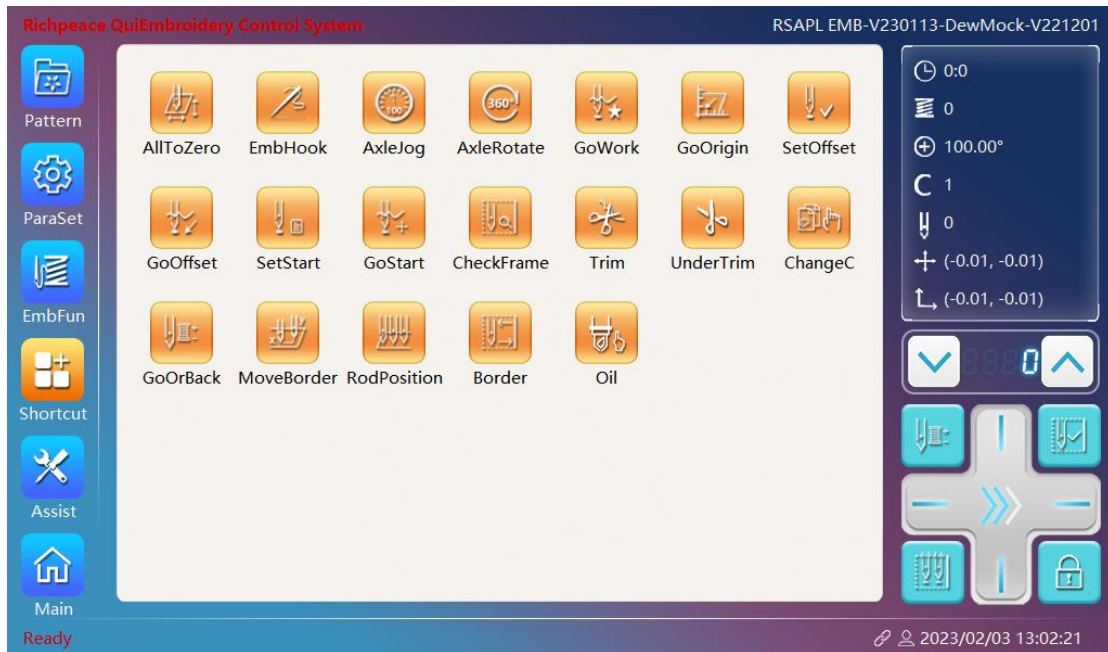 Richpeace QuiEmbroidery Control System
RSAPL EMB-V230113-DewMock-V221201
Pattern
ParaSet
EmbFun
Shortcut
Assist
Main
100
360°
AllToZero EmbHook AxleJog AxleRotate GoWork GoOrigin SetOffset
GoOffset SetStart GoStart CheckFrame Trim UnderTrim ChangeC
GoOrBack MoveBorder RodPosition Border Oil
0:0
0
100.00°
C 1
0
(-0.01, -0.01)
(-0.01, -0.01)
0
Ready
2023/02/03 13:02:21